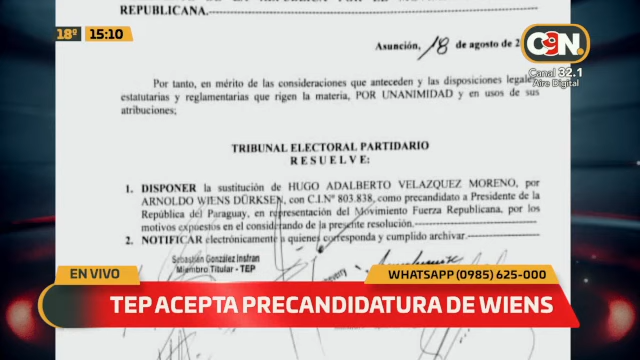 18º
15:10
REPUBLICANA.
Asunción, 18 de agosto de
C9N
Canal 32.1
Aire Digital
Por tanto, en mérito de las consideraciones que anteceden y las disposiciones legales
estatutarias y reglamentarias que rigen la materia, POR UNANIMIDAD y en usos de sus
atribuciones;
TRIBUNAL ELECTORAL PARTIDARIO
RESUELVE:
1. DISPONER la sustitución de HUGO ADALBERTO VELAZQUEZ MORENO, por
ARNOLDO WIENS DÜRKSEN, con C.I.Nº 803.838, como precandidato a Presidente de la
República del Paraguay, en representación del Movimiento Fuerza Republicana, por los
motivos expuestos en el considerando de la presente resolución.
2. NOTIFICAR electrónicamente a quienes corresponda y cumplido archivar.
Sebastián González Insfran
Miembro Titular - TEP
EN VIVO
WHATSAPP (0985) 625-000
C9N
TEP ACEPTA PRECANDIDATURA DE WIENS